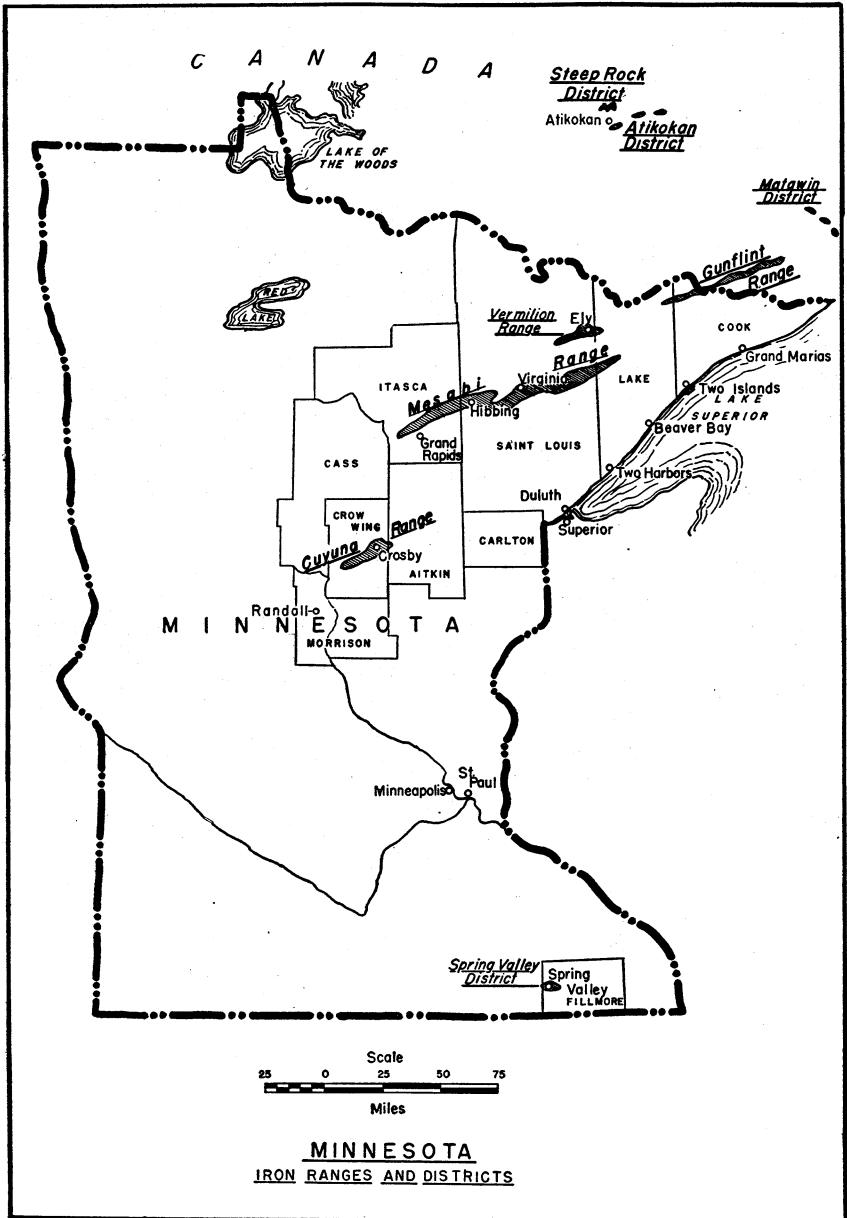 CANADA
Steep Rock
District
Atikokan
Atikokan
District
LAKE OF
THE WOODS
Matawin
District
Gunflint
Range
RED
LAKE
Vermilion
Range
Ely
COOK
Grand Marias
Mesabi Range
Virginia
ITASCA
LAKE
Two Islands
LAKE
SUPERIOR
Hibbing
Beaver Bay
Grand
Rapids
SAINT LOUIS
CASS
Two Harbors
Duluth
Superior
CROW
WING
Cuyuna Range
Crosby
CARLTON
AITKIN
Randall
MINNESOTA
MORRISON
St.
Paul
Minneapolis
Spring Valley
District
Spring
Valley
FILLMORE
Scale
25 0 25 50 75
Miles
MINNESOTA
IRON RANGES AND DISTRICTS